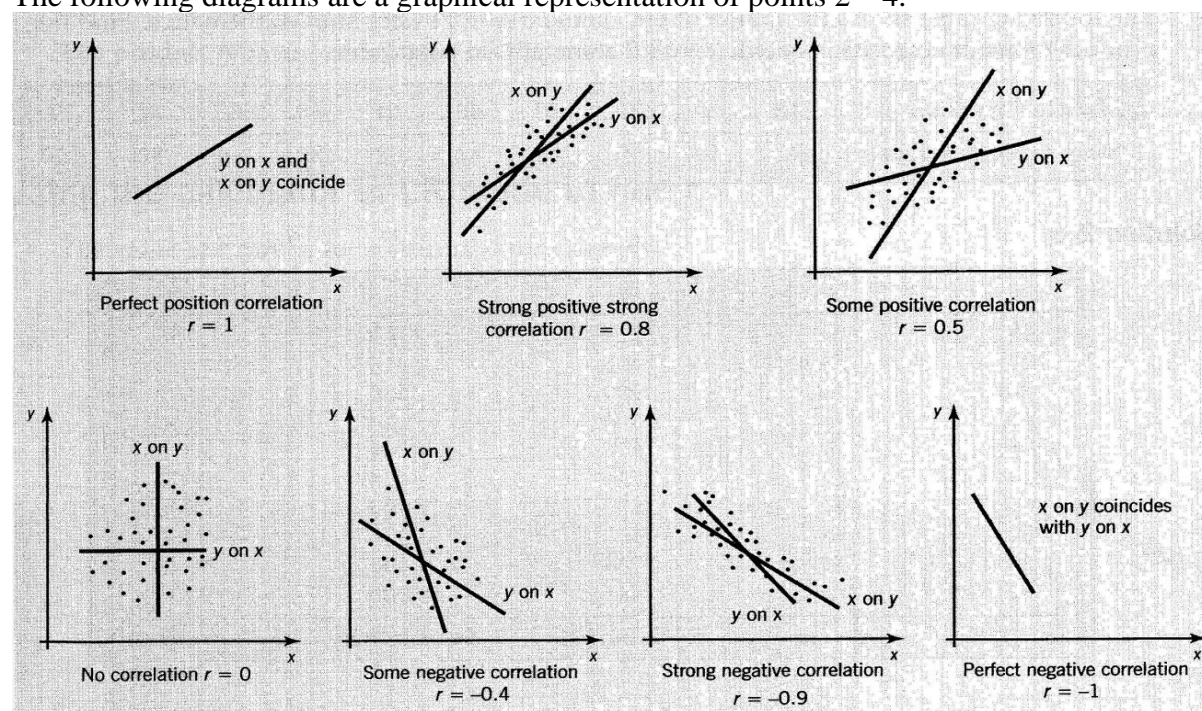 The following diagrams are a graphical representation of points 2 – 4.
y
x on y
y on x
y on x and
x on y coincide
x
Perfect position correlation
r = 1
y
x on y
y on x
x
Strong positive strong
correlation r = 0.8
y
x on y
y on x
x
Some positive correlation
r = 0.5
y
x on y
y on x
x
No correlation r = 0
y
x on y
y on x
x
Some negative correlation
r = –0.4
y
y on x
x on y
x
Strong negative correlation
r = –0.9
y
x on y coincides
with y on x
x
Perfect negative correlation
r = –1